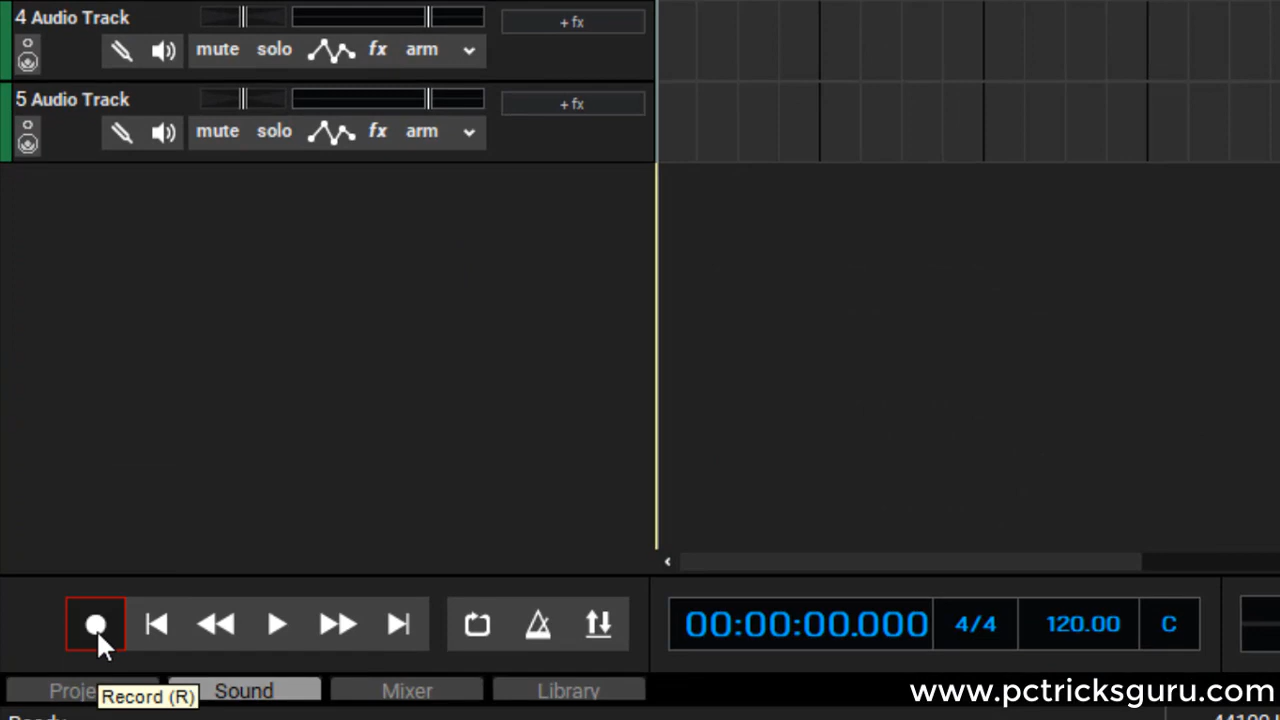 4 Audio Track
+ fx
mute solo fx arm
5 Audio Track
+ fx
mute solo fx arm
00:00:00.000 4/4 120.00 C
Sound Mixer Library
Record (R)
www.pctricksguru.com